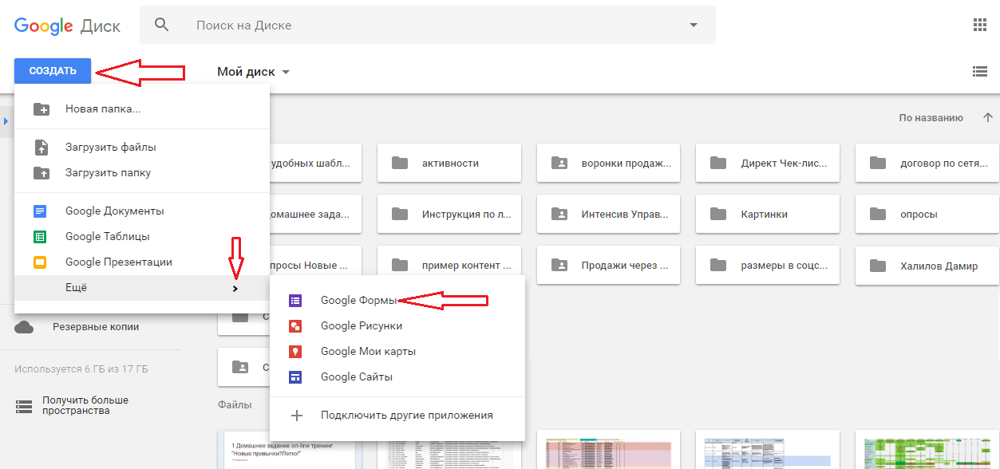 Google Диск
Поиск на Диске
СОЗДАТЬ
Мой диск
Новая папка...
По названию
Загрузить файлы
Загрузить папку
удобных шабл...
активности
воронки продаж...
Директ Чек-лис...
договор по сетя...
Google Документы
Google Таблицы
Google Презентации
Ещё
омашнее зада...
Инструкция по л...
Интенсив Управ...
Картинки
опросы
просы Новые ...
пример контент ...
Продажи через ...
размеры в соцс...
Халилов Дамир
Google Формы
Google Рисунки
Google Мои карты
Google Сайты
Подключить другие приложения
Резервные копии
С
С
Используется 6 ГБ из 17 ГБ
Получить больше
пространства
Файлы
1 Домашнее задание on-line тренинг
"Новые привычки?Легко!"